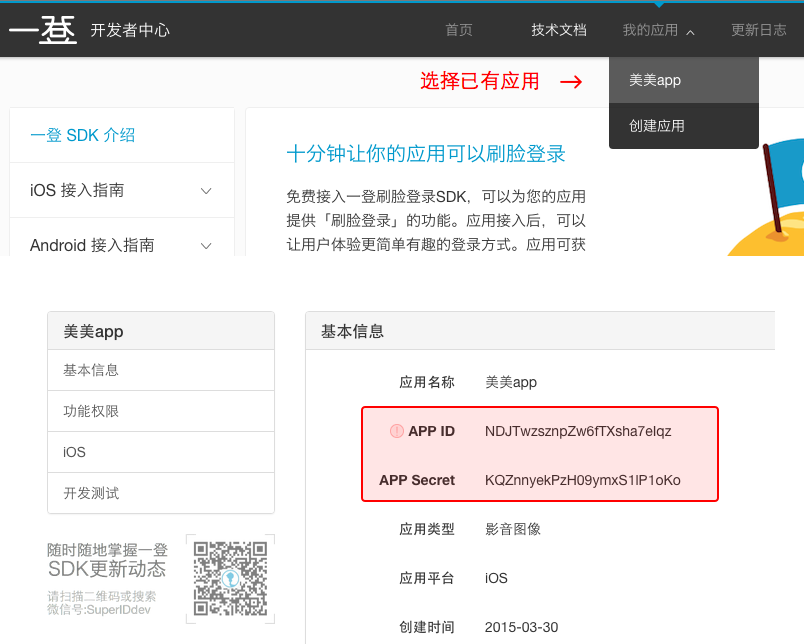 一登 开发者中心 首页 技术文档 我的应用 更新日志
选择已有应用 → 美美app
创建应用
一登 SDK 介绍
iOS 接入指南
Android 接入指南
十分钟让你的应用可以刷脸登录
免费接入一登刷脸登录SDK，可以为您的应用
提供「刷脸登录」的功能。应用接入后，可以
让用户体验更简单有趣的登录方式。应用可获
美美app
基本信息
功能权限
iOS
开发测试
随时随地掌握一登
SDK更新动态
请扫描二维码或搜索
微信号:SuperIDdev
基本信息
应用名称 美美app
APP ID NDJTwzsznpZw6fTXsha7eIqz
APP Secret KQZnnyekPzH09ymxS1lP1oKo
应用类型 影音图像
应用平台 iOS
创建时间 2015-03-30